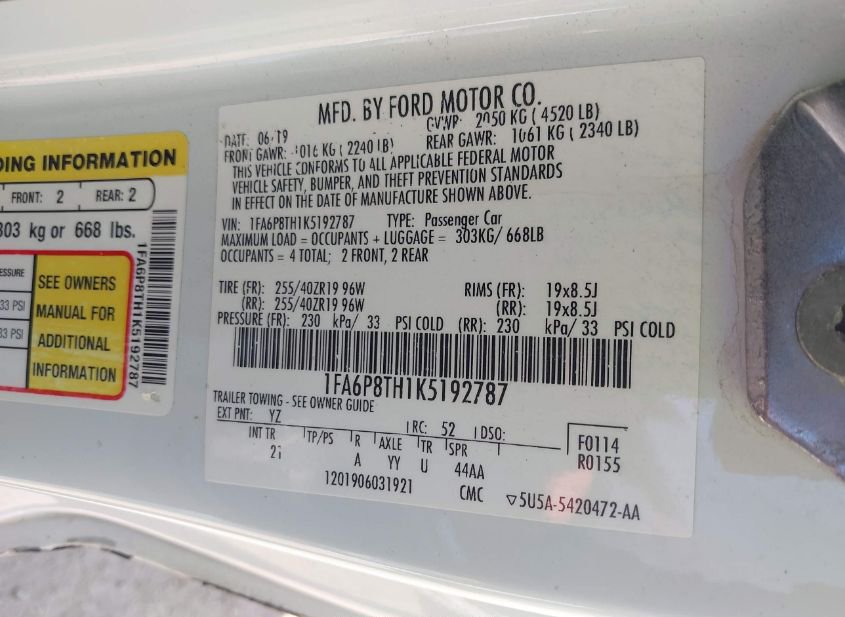 DING INFORMATION
FRONT: 2 REAR: 2
303 kg or 668 lbs.
33 PSI
33 PSI
SEE OWNERS
MANUAL FOR
ADDITIONAL
INFORMATION
1FA6P8TH1K5192787
MFD. BY FORD MOTOR CO.
DATE: 06/19 GVWR: 2050 KG ( 4520 LB)
FRONT GAWR: 1016 KG ( 2240 LB) REAR GAWR: 1061 KG ( 2340 LB)
THIS VEHICLE CONFORMS TO ALL APPLICABLE FEDERAL MOTOR
VEHICLE SAFETY, BUMPER, AND THEFT PREVENTION STANDARDS
IN EFFECT ON THE DATE OF MANUFACTURE SHOWN ABOVE.
VIN: 1FA6P8TH1K5192787 TYPE: Passenger Car
MAXIMUM LOAD = OCCUPANTS + LUGGAGE = 303KG/ 668LB
OCCUPANTS = 4 TOTAL; 2 FRONT, 2 REAR
TIRE (FR): 255/40ZR19 96W RIMS (FR): 19x8.5J
(RR): 255/40ZR19 96W (RR): 19x8.5J
PRESSURE (FR): 230 kPa/ 33 PSI COLD (RR): 230 kPa/ 33 PSI COLD
1FA6P8TH1K5192787
TRAILER TOWING - SEE OWNER GUIDE
EXT PNT: YZ RC: 52 DSO:
INT TR TP/PS R AXLE TR SPR F0114
21 A YY U 44AA R0155
1201906031921 CMC ▽5U5A-5420472-AA